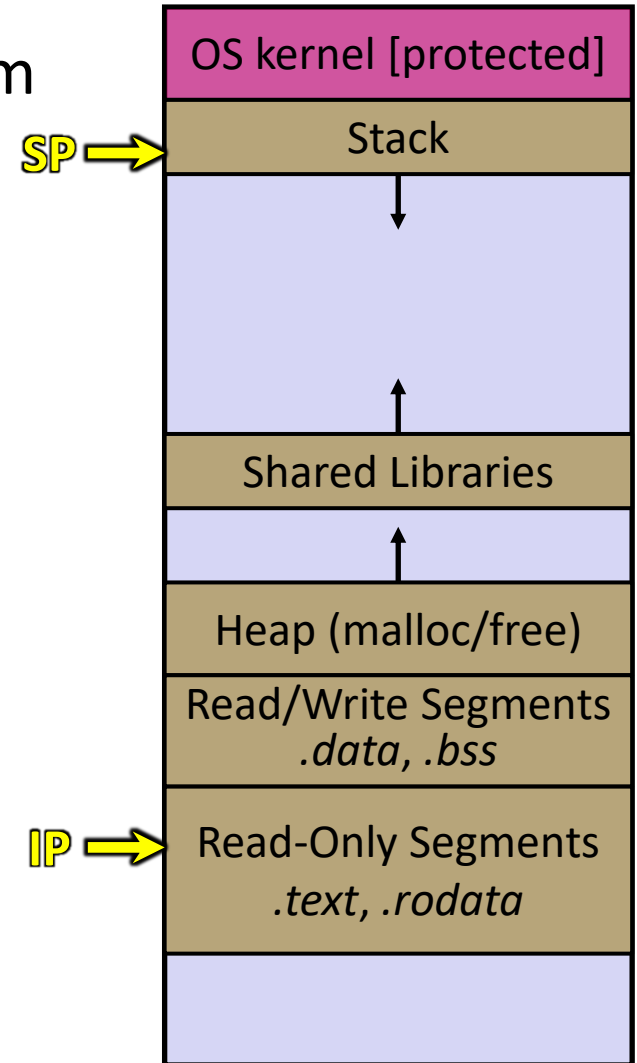 m
OS kernel [protected]
SP
Stack
Shared Libraries
Heap (malloc/free)
Read/Write Segments
.data, .bss
IP
Read-Only Segments
.text, .rodata